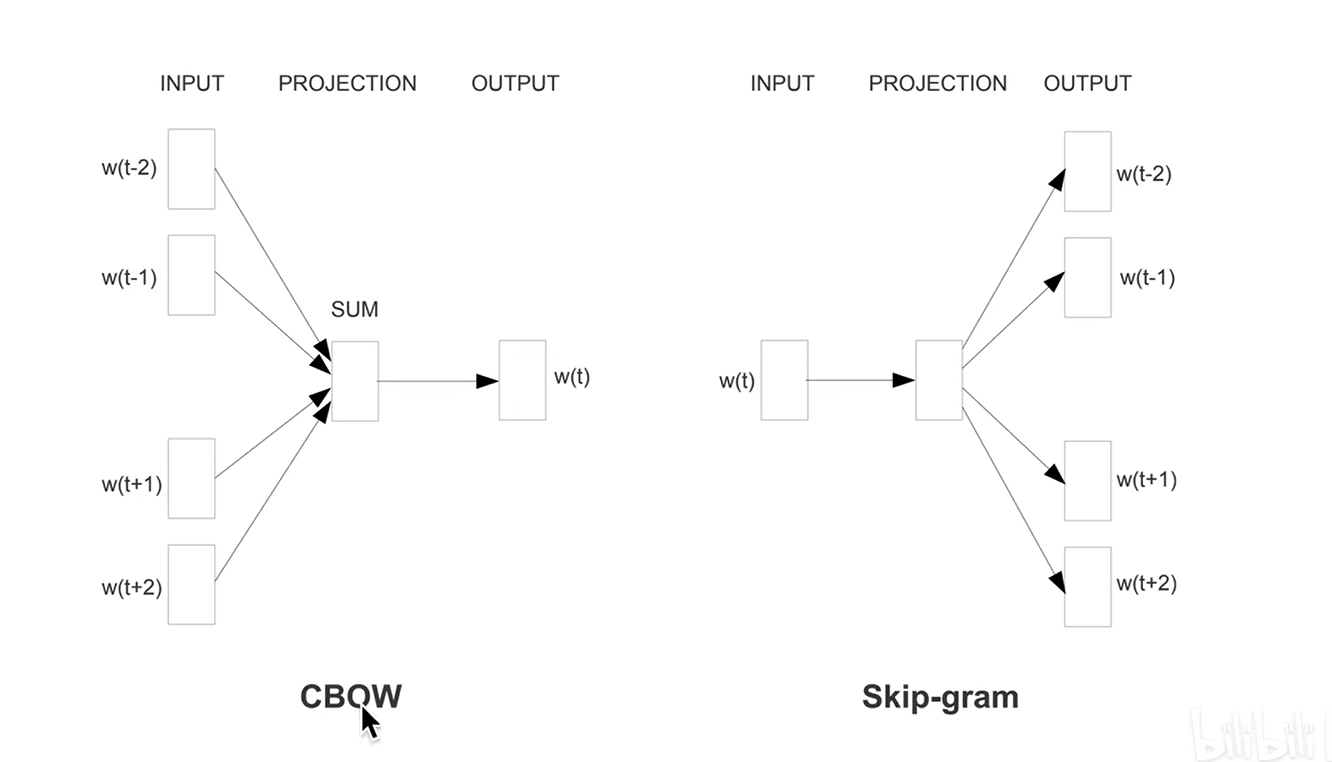 INPUT PROJECTION OUTPUT
w(t-2)
w(t-1)
SUM
w(t)
w(t+1)
w(t+2)
CBOW
INPUT PROJECTION OUTPUT
w(t-2)
w(t-1)
w(t)
w(t+1)
w(t+2)
Skip-gram
bilibili